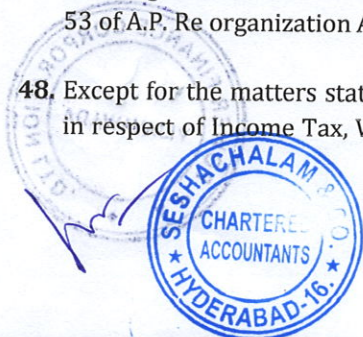 53 of A.P. Re organization A
48. Except for the matters stat
in respect of Income Tax, W
SESHACHALAM & CO.
CHARTERED
ACCOUNTANTS
★ HYDERABAD-16. ★